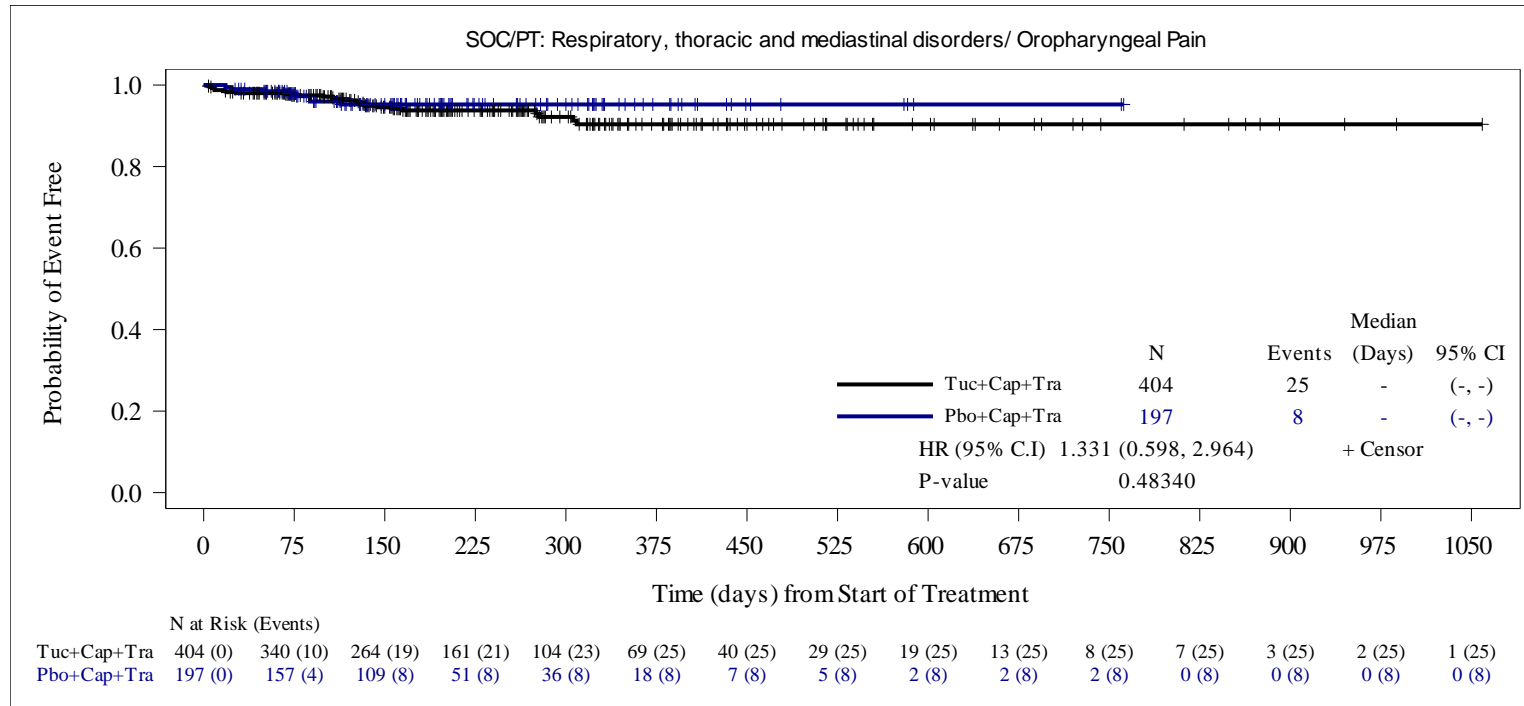 SOC/PT: Respiratory, thoracic and mediastinal disorders/ Oropharyngeal Pain
Probability of Event Free
1.0
0.8
0.6
0.4
0.2
0.0
Median
N Events (Days) 95% CI
Tuc+Cap+Tra 404 25 - (-, -)
Pbo+Cap+Tra 197 8 - (-, -)
HR (95% C.I) 1.331 (0.598, 2.964) + Censor
P-value 0.48340
0 75 150 225 300 375 450 525 600 675 750 825 900 975 1050
Time (days) from Start of Treatment
N at Risk (Events)
Tuc+Cap+Tra 404 (0) 340 (10) 264 (19) 161 (21) 104 (23) 69 (25) 40 (25) 29 (25) 19 (25) 13 (25) 8 (25) 7 (25) 3 (25) 2 (25) 1 (25)
Pbo+Cap+Tra 197 (0) 157 (4) 109 (8) 51 (8) 36 (8) 18 (8) 7 (8) 5 (8) 2 (8) 2 (8) 2 (8) 0 (8) 0 (8) 0 (8) 0 (8)